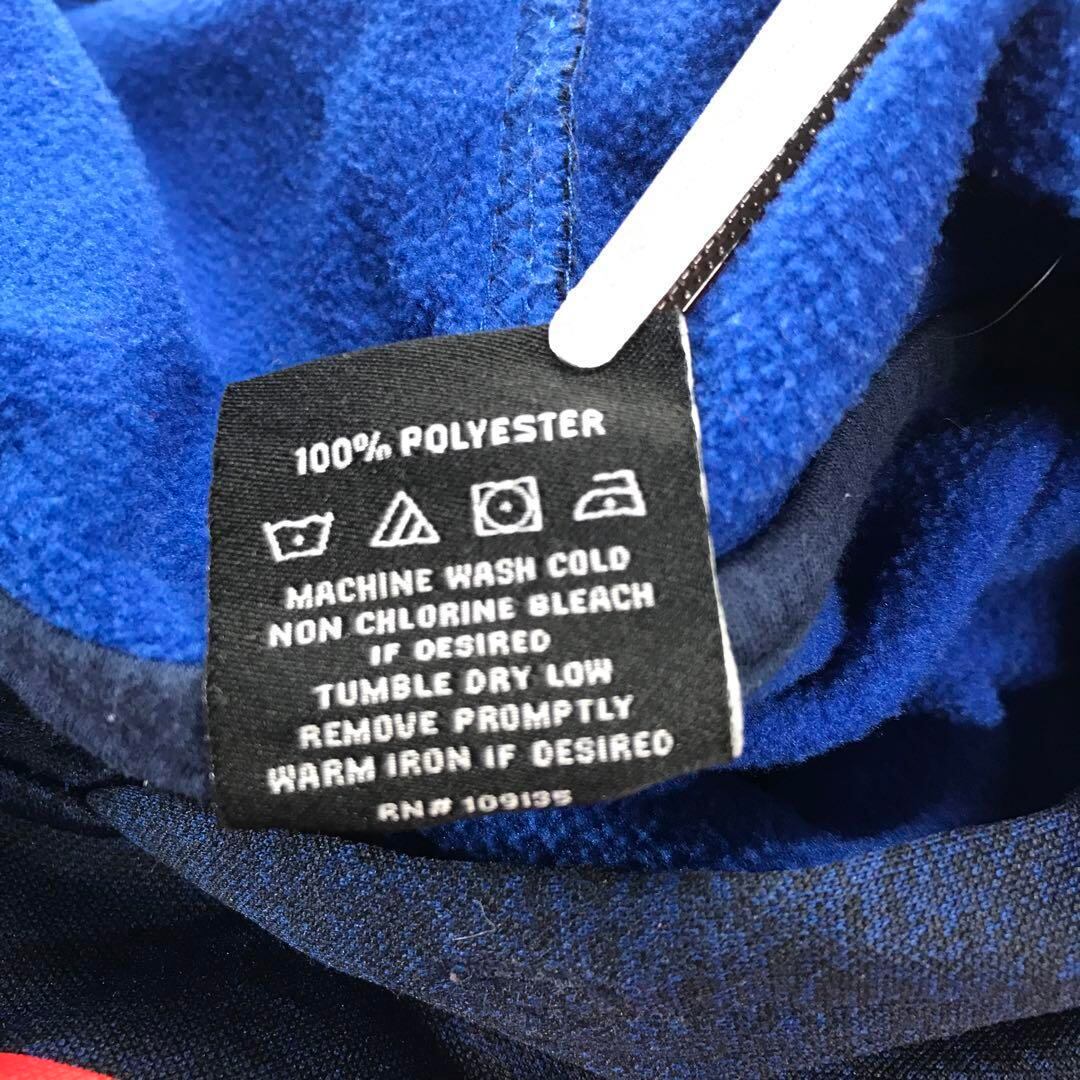 100% POLYESTER
MACHINE WASH COLD
NON CHLORINE BLEACH
IF DESIRED
TUMBLE DRY LOW
REMOVE PROMPTLY
WARM IRON IF DESIRED
RN# 109135